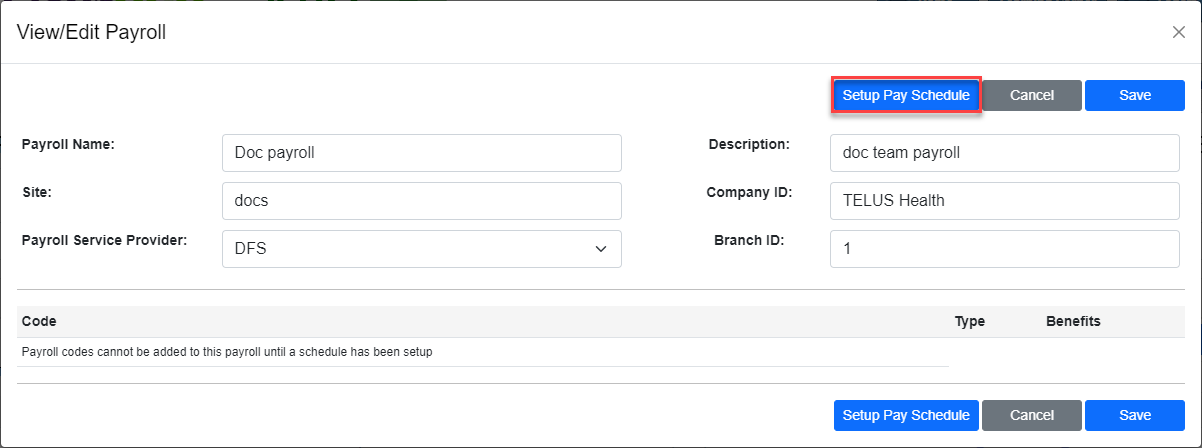 View/Edit Payroll
Setup Pay Schedule Cancel Save
Payroll Name: Doc payroll Description: doc team payroll
Site: docs Company ID: TELUS Health
Payroll Service Provider: DFS Branch ID: 1
Code Type Benefits
Payroll codes cannot be added to this payroll until a schedule has been setup
Setup Pay Schedule Cancel Save